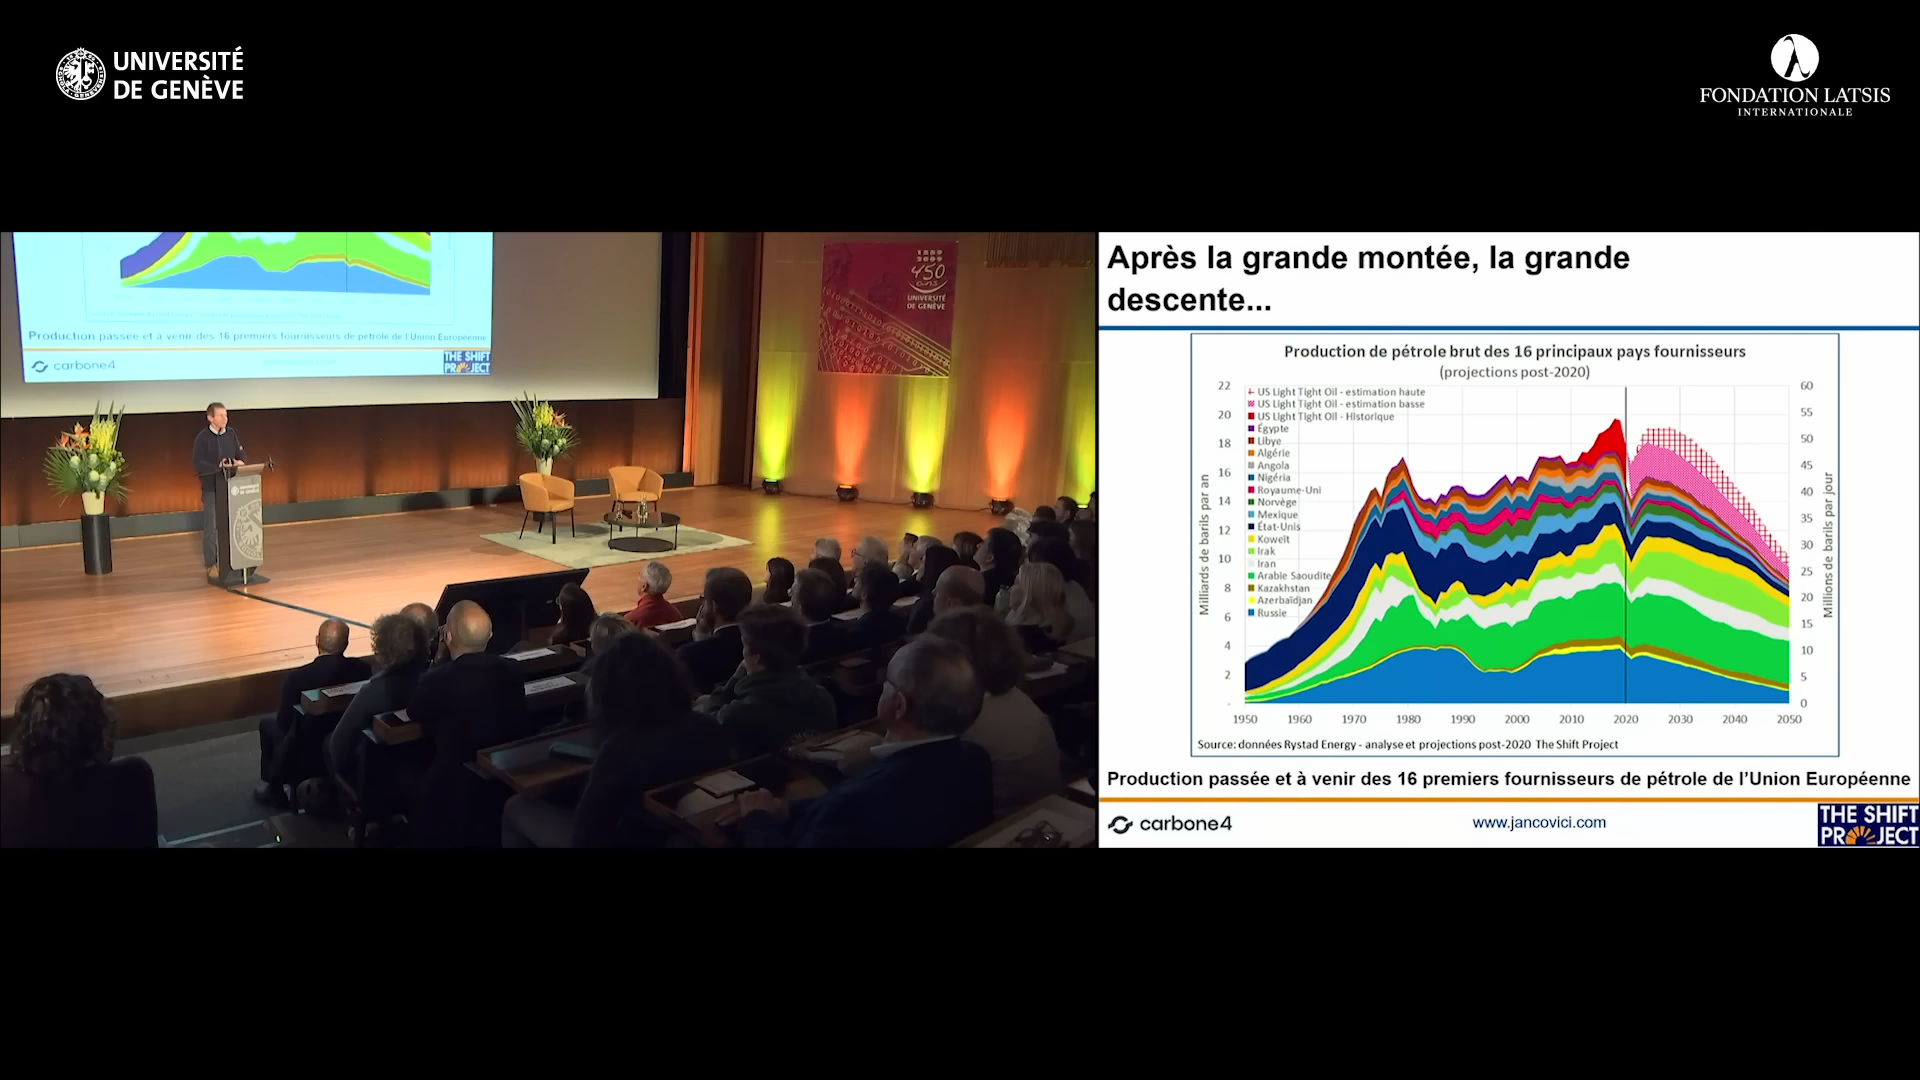 UNIVERSITÉ
DE GENÈVE
FONDATION LATSIS
INTERNATIONALE
1559
2009
450
ans
UNIVERSITÉ
DE GENÈVE
Production passée et à venir des 16 premiers fournisseurs de pétrole de l'Union Européenne
carbone4
THE SHIFT
PROJECT
Après la grande montée, la grande
descente...
Production de pétrole brut des 16 principaux pays fournisseurs
(projections post-2020)
Milliards de barils par an
22
20
18
16
14
12
10
8
6
4
2
-
US Light Tight Oil - estimation haute
US Light Tight Oil - estimation basse
US Light Tight Oil - Historique
Égypte
Libye
Algérie
Angola
Nigéria
Royaume-Uni
Norvège
Mexique
État-Unis
Koweït
Irak
Iran
Arabie Saoudite
Kazakhstan
Azerbaïdjan
Russie
60
55
50
45
40
35
30
25
20
15
10
5
0
Millions de barils par jour
1950 1960 1970 1980 1990 2000 2010 2020 2030 2040 2050
Source: données Rystad Energy - analyse et projections post-2020 The Shift Project
Production passée et à venir des 16 premiers fournisseurs de pétrole de l'Union Européenne
carbone4
www.jancovici.com
THE SHIFT
PROJECT